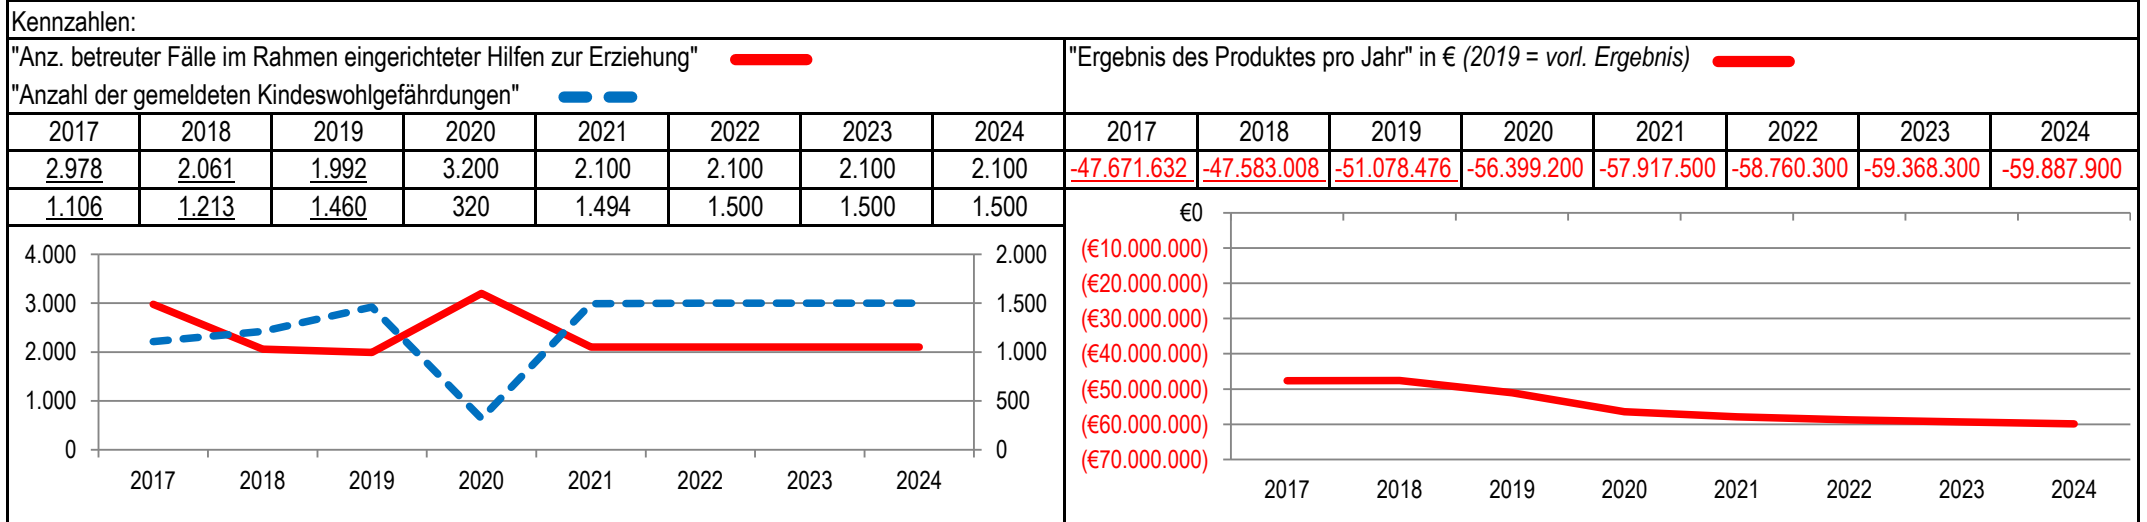 Kennzahlen:
"Anz. betreuter Fälle im Rahmen eingerichteter Hilfen zur Erziehung"
"Anzahl der gemeldeten Kindeswohlgefährdungen"
2017 2018 2019 2020 2021 2022 2023 2024
2.978 2.061 1.992 3.200 2.100 2.100 2.100 2.100
1.106 1.213 1.460 320 1.494 1.500 1.500 1.500
4.000
3.000
2.000
1.000
0
2.000
1.500
1.000
500
0
2017 2018 2019 2020 2021 2022 2023 2024
"Ergebnis des Produktes pro Jahr" in € (2019 = vorl. Ergebnis)
2017 2018 2019 2020 2021 2022 2023 2024
-47.671.632 -47.583.008 -51.078.476 -56.399.200 -57.917.500 -58.760.300 -59.368.300 -59.887.900
€0
(€10.000.000)
(€20.000.000)
(€30.000.000)
(€40.000.000)
(€50.000.000)
(€60.000.000)
(€70.000.000)
2017 2018 2019 2020 2021 2022 2023 2024